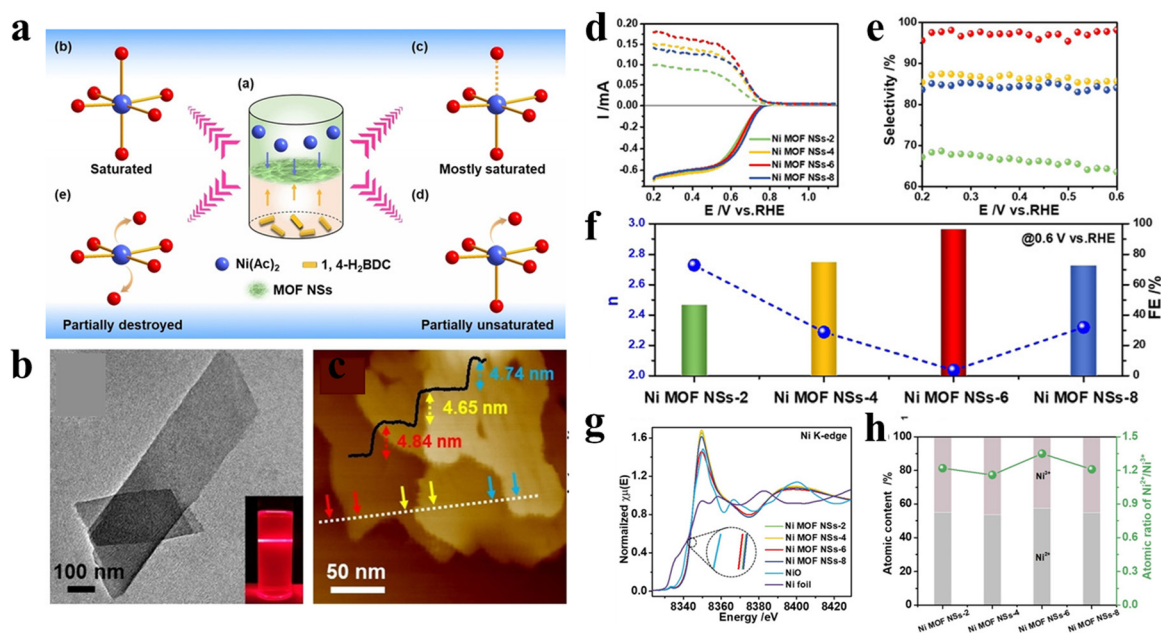 a
(b)
(c)
(a)
Saturated
Mostly saturated
(e)
(d)
Ni(Ac)₂
1, 4-H₂BDC
MOF NSs
Partially destroyed
Partially unsaturated
b
100 nm
c
4.74 nm
4.65 nm
4.84 nm
50 nm
d
I /mA
0.15
0.10
0.05
0.00
-0.2
-0.4
-0.6
Ni MOF NSs-2
Ni MOF NSs-4
Ni MOF NSs-6
Ni MOF NSs-8
0.2 0.4 0.6 0.8 1.0
E /V vs.RHE
e
Selectivity /%
100
90
80
70
60
0.2 0.3 0.4 0.5 0.6
E /V vs.RHE
f
@0.6 V vs.RHE
n
3.0
2.8
2.6
2.4
2.2
2.0
100
80
60
40
20
0
FE /%
Ni MOF NSs-2 Ni MOF NSs-4 Ni MOF NSs-6 Ni MOF NSs-8
g
Ni K-edge
Normalized χμ(E)
1.6
1.2
0.8
0.4
0.0
Ni MOF NSs-2
Ni MOF NSs-4
Ni MOF NSs-6
Ni MOF NSs-8
NiO
Ni foil
8340 8360 8380 8400 8420
Energy /eV
h
Atomic content /%
100
80
60
40
20
0
Ni³⁺
Ni²⁺
1.5
1.2
0.9
0.6
0.3
0.0
Atomic ratio of Ni²⁺/Ni³⁺
Ni MOF NSs-2 Ni MOF NSs-4 Ni MOF NSs-6 Ni MOF NSs-8